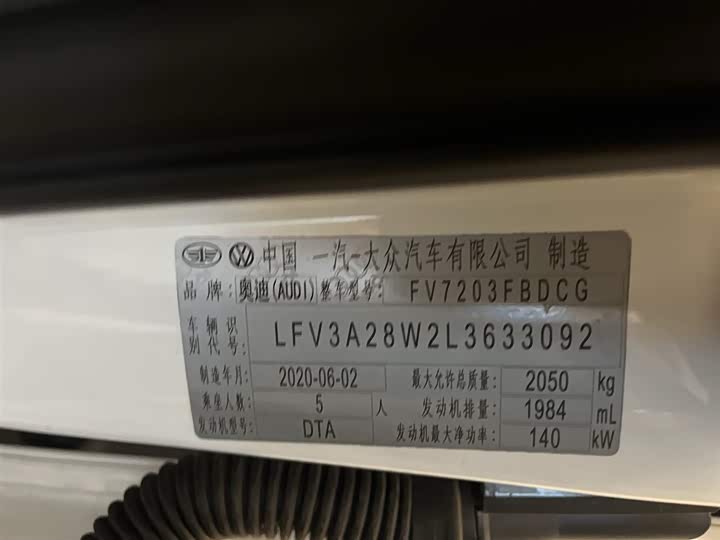 中国 一汽-大众汽车有限公司 制造
品牌: 奥迪(AUDI) 整车型号: FV7203FBDCG
车辆识别代号: LFV3A28W2L3633092
制造年月: 2020-06-02 最大允许总质量: 2050 kg
乘坐人数: 5 人 发动机排量: 1984 mL
发动机型号: DTA 发动机最大净功率: 140 kW